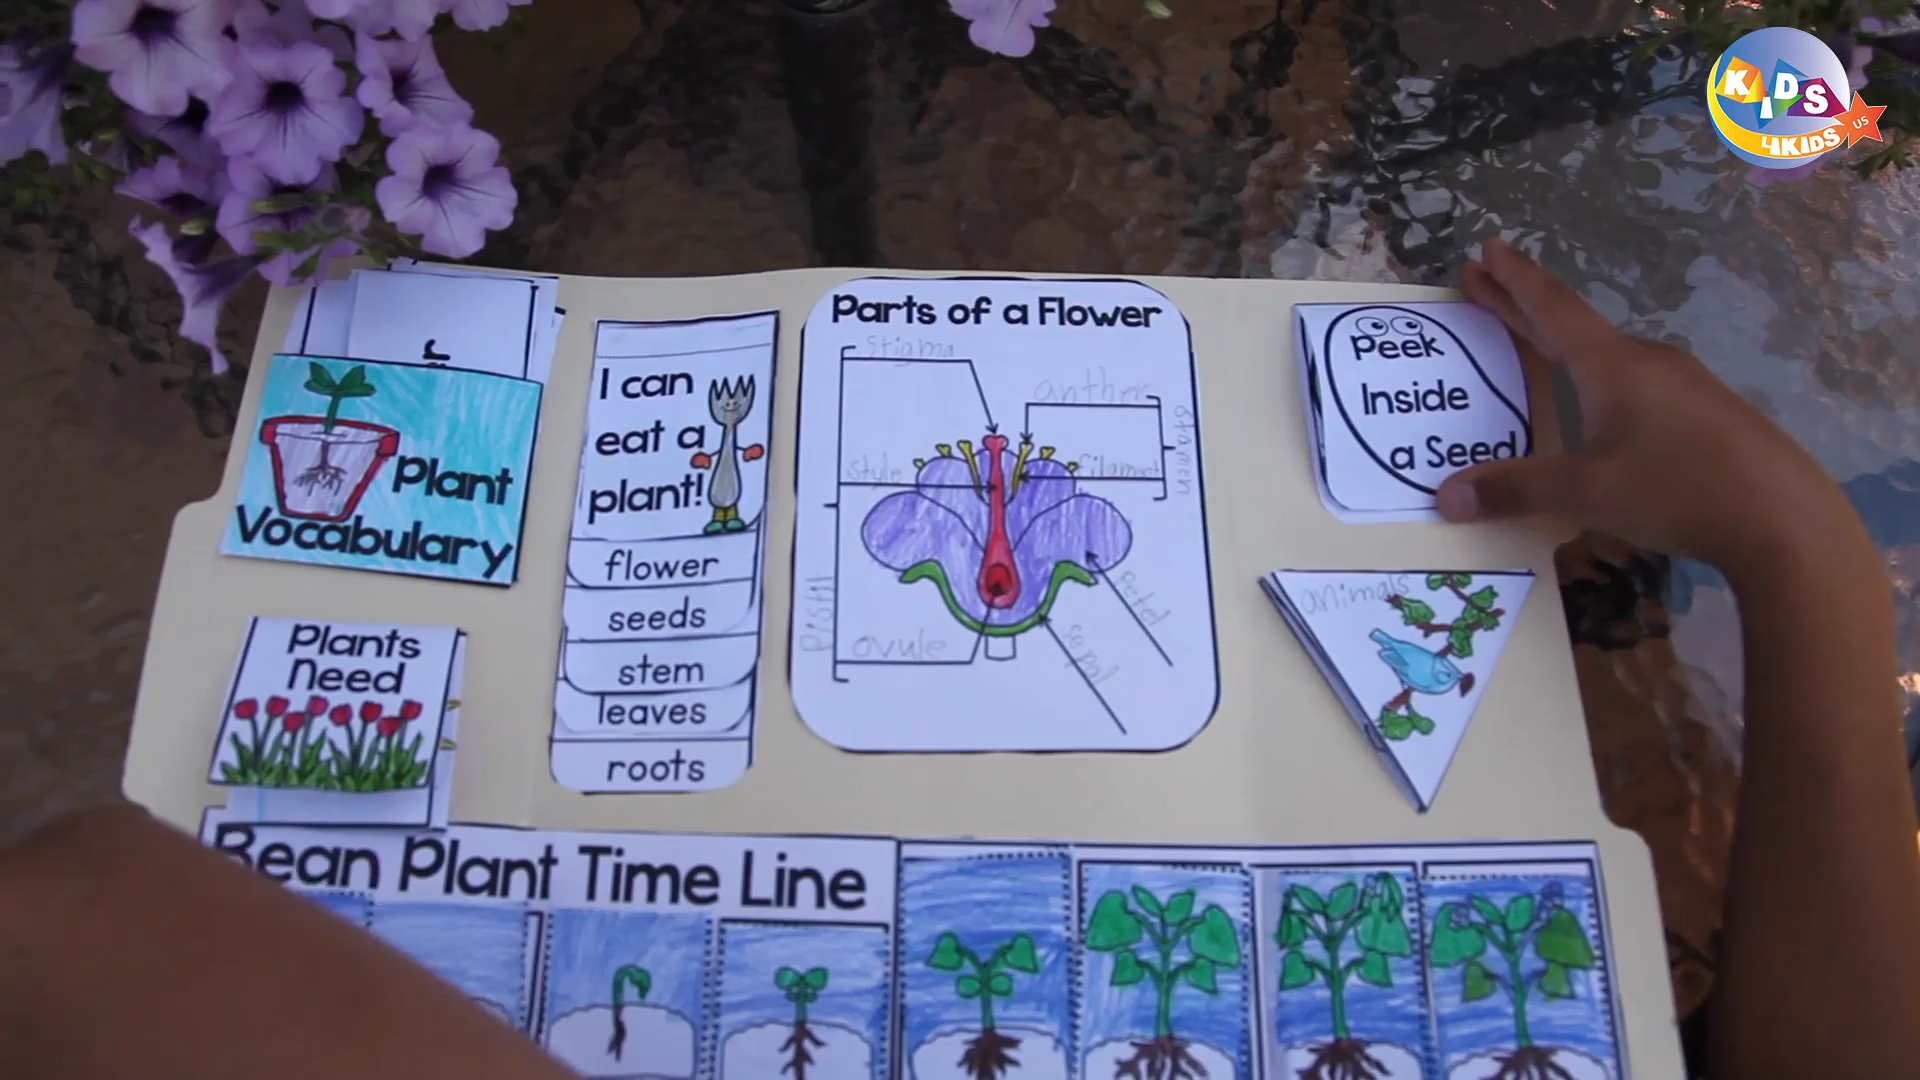 KiDS
4KiDS
US
Plant
Vocabulary
Plants
Need
I can
eat a
plant!
flower
seeds
stem
leaves
roots
Parts of a Flower
stigma
anther
stamen
style
filament
pistil
ovule
petel
sepal
Peek
Inside
a Seed
animals
Bean Plant Time Line